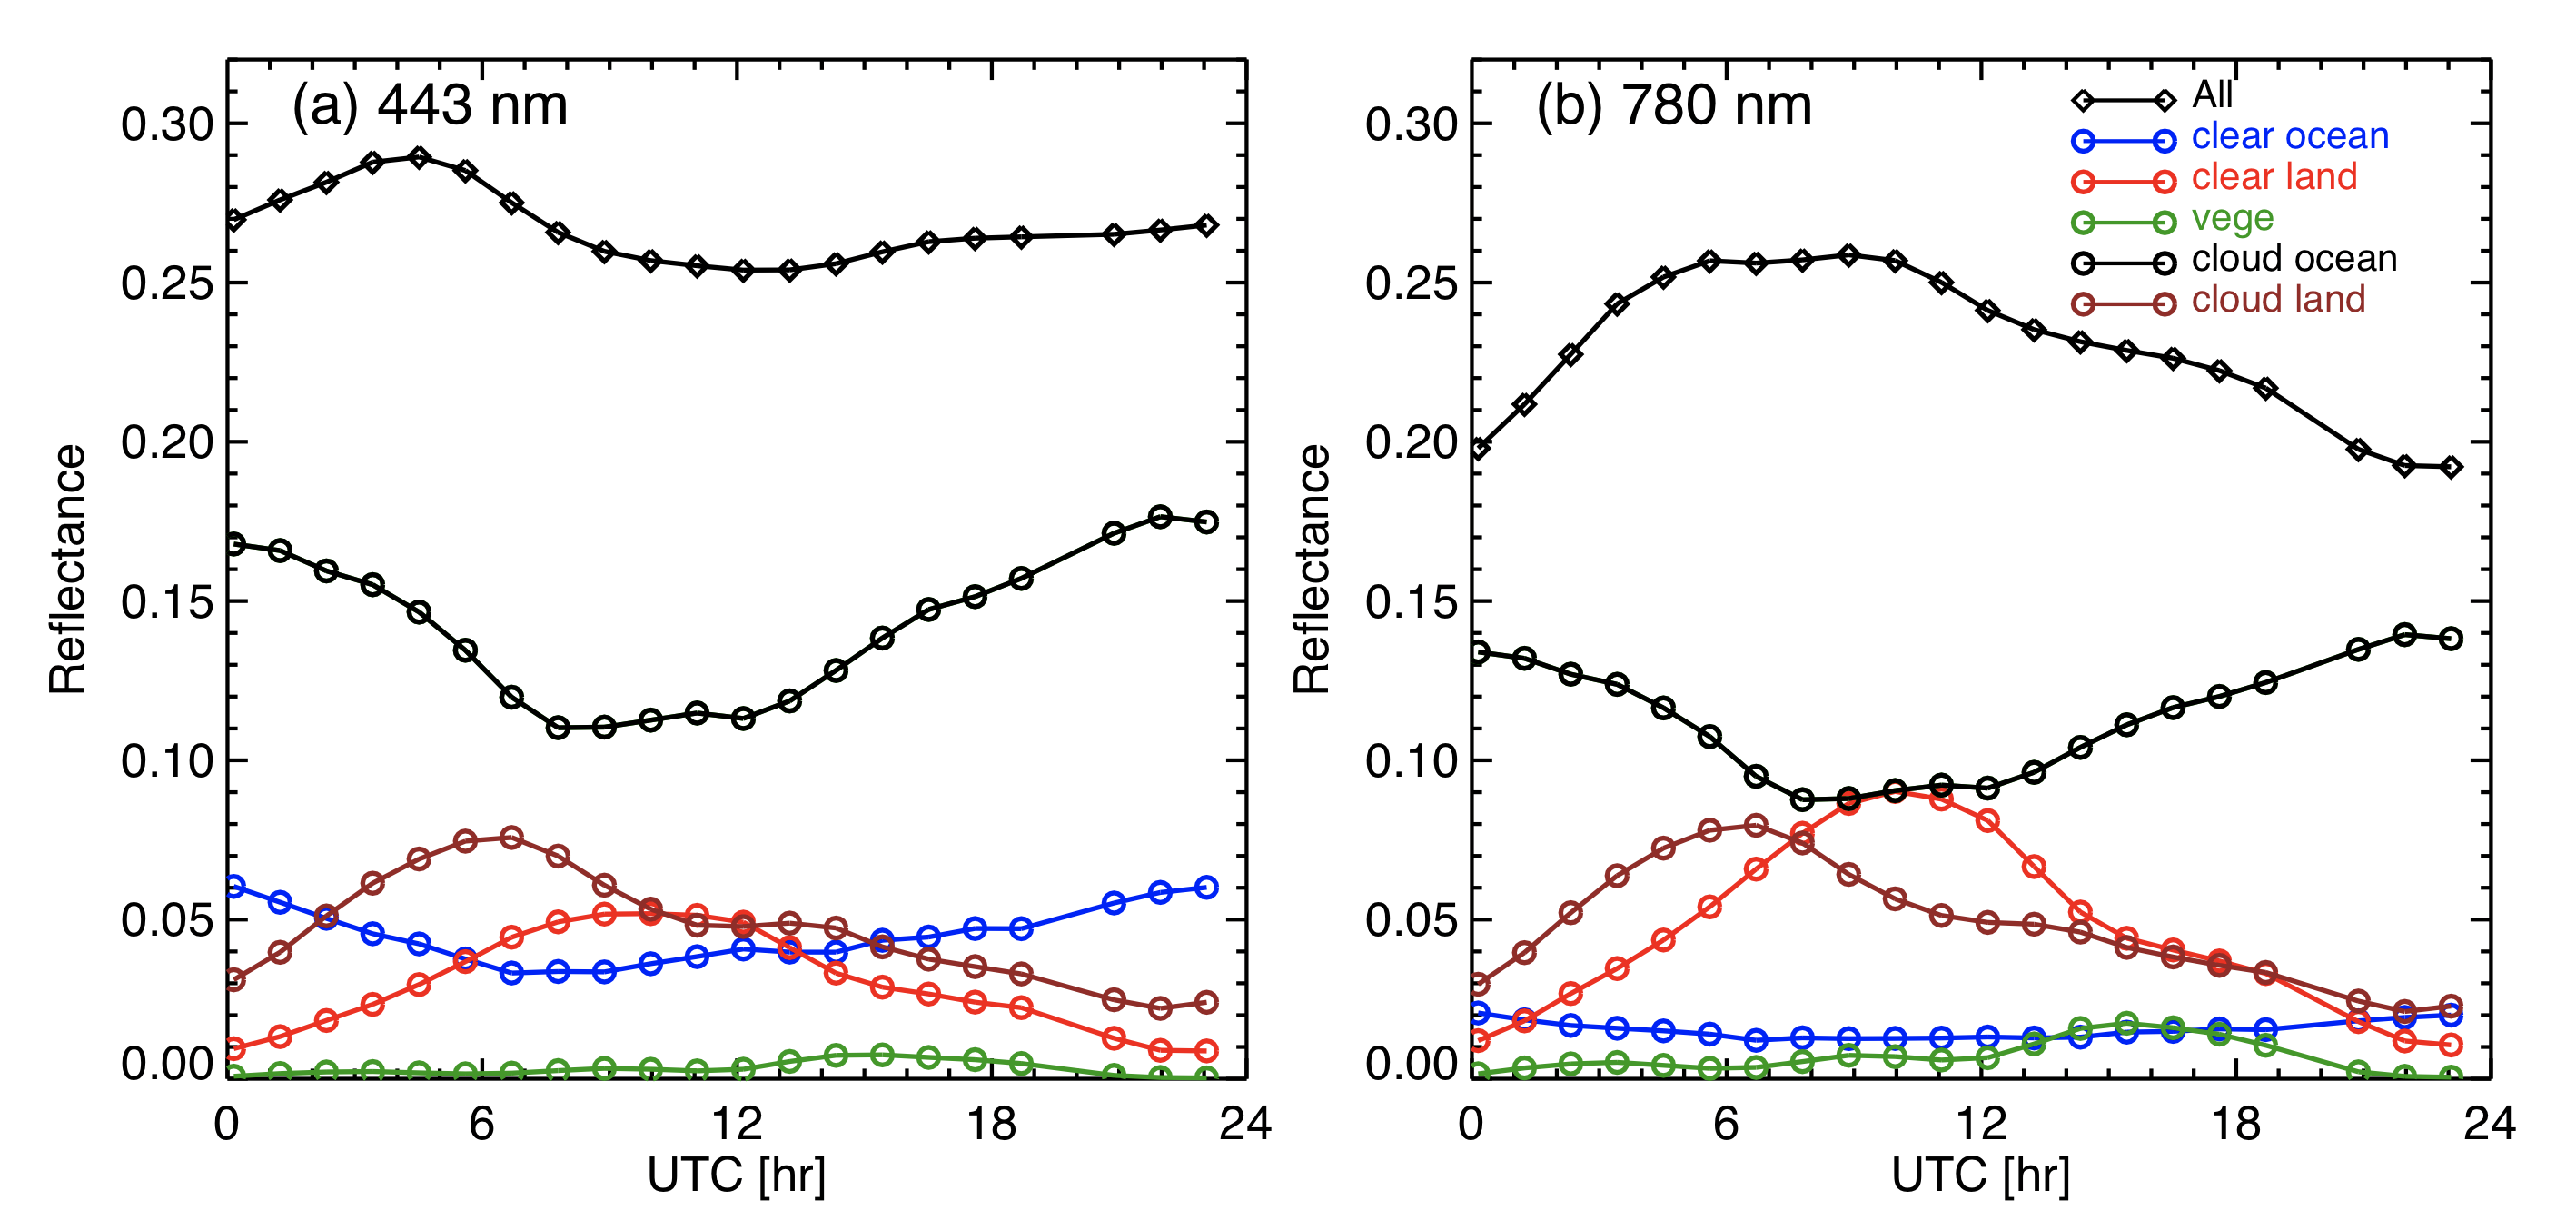 (a) 443 nm
0.30
0.25
0.20
0.15
0.10
0.05
0.00
Reflectance
0
6
12
18
24
UTC [hr]
(b) 780 nm
All
clear ocean
clear land
vege
cloud ocean
cloud land
0.30
0.25
0.20
0.15
0.10
0.05
0.00
Reflectance
0
6
12
18
24
UTC [hr]